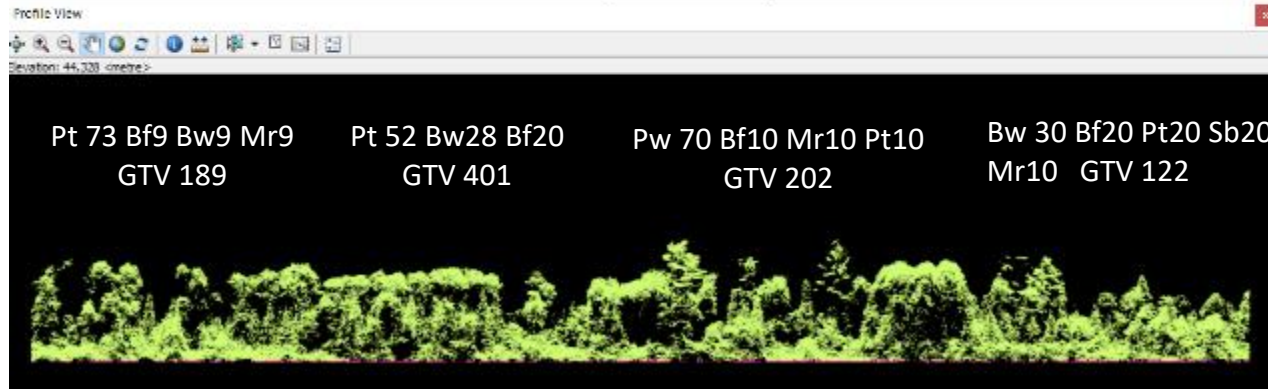 Profile View
Elevation: 44.328 <metre>
Pt 73 Bf9 Bw9 Mr9
GTV 189
Pt 52 Bw28 Bf20
GTV 401
Pw 70 Bf10 Mr10 Pt10
GTV 202
Bw 30 Bf20 Pt20 Sb20
Mr10 GTV 122